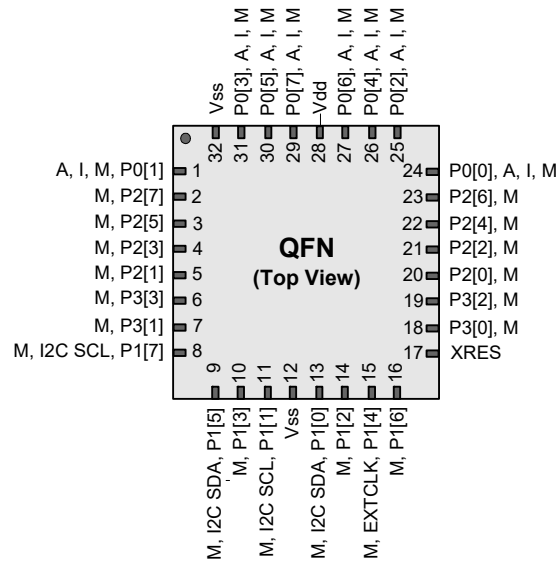 Vss
P0[3], A, I, M
P0[5], A, I, M
P0[7], A, I, M
Vdd
P0[6], A, I, M
P0[4], A, I, M
P0[2], A, I, M
32
31
30
29
28
27
26
25
A, I, M, P0[1] 1
M, P2[7] 2
M, P2[5] 3
M, P2[3] 4
M, P2[1] 5
M, P3[3] 6
M, P3[1] 7
M, I2C SCL, P1[7] 8
QFN
(Top View)
24 P0[0], A, I, M
23 P2[6], M
22 P2[4], M
21 P2[2], M
20 P2[0], M
19 P3[2], M
18 P3[0], M
17 XRES
9
10
11
12
13
14
15
16
M, I2C SDA, P1[5]
M, P1[3]
M, I2C SCL, P1[1]
Vss
M, I2C SDA, P1[0]
M, P1[2]
M, EXTCLK, P1[4]
M, P1[6]